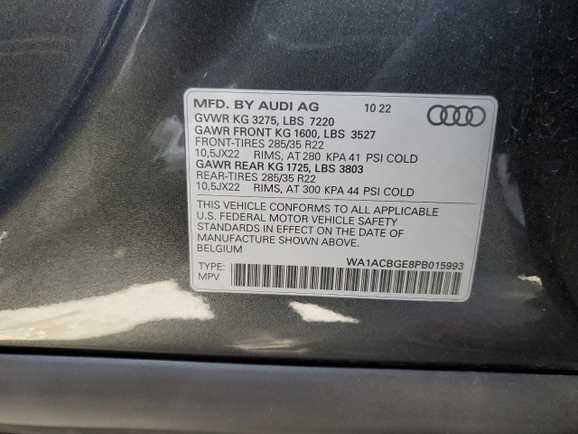 MFD. BY AUDI AG 10 22
GVWR KG 3275, LBS 7220
GAWR FRONT KG 1600, LBS 3527
FRONT-TIRES 285/35 R22
10,5JX22 RIMS, AT 280 KPA 41 PSI COLD
GAWR REAR KG 1725, LBS 3803
REAR-TIRES 285/35 R22
10,5JX22 RIMS, AT 300 KPA 44 PSI COLD
THIS VEHICLE CONFORMS TO ALL APPLICABLE
U.S. FEDERAL MOTOR VEHICLE SAFETY
STANDARDS IN EFFECT ON THE DATE OF
MANUFACTURE SHOWN ABOVE.
BELGIUM
WA1ACBGE8PB015993
TYPE:
MPV